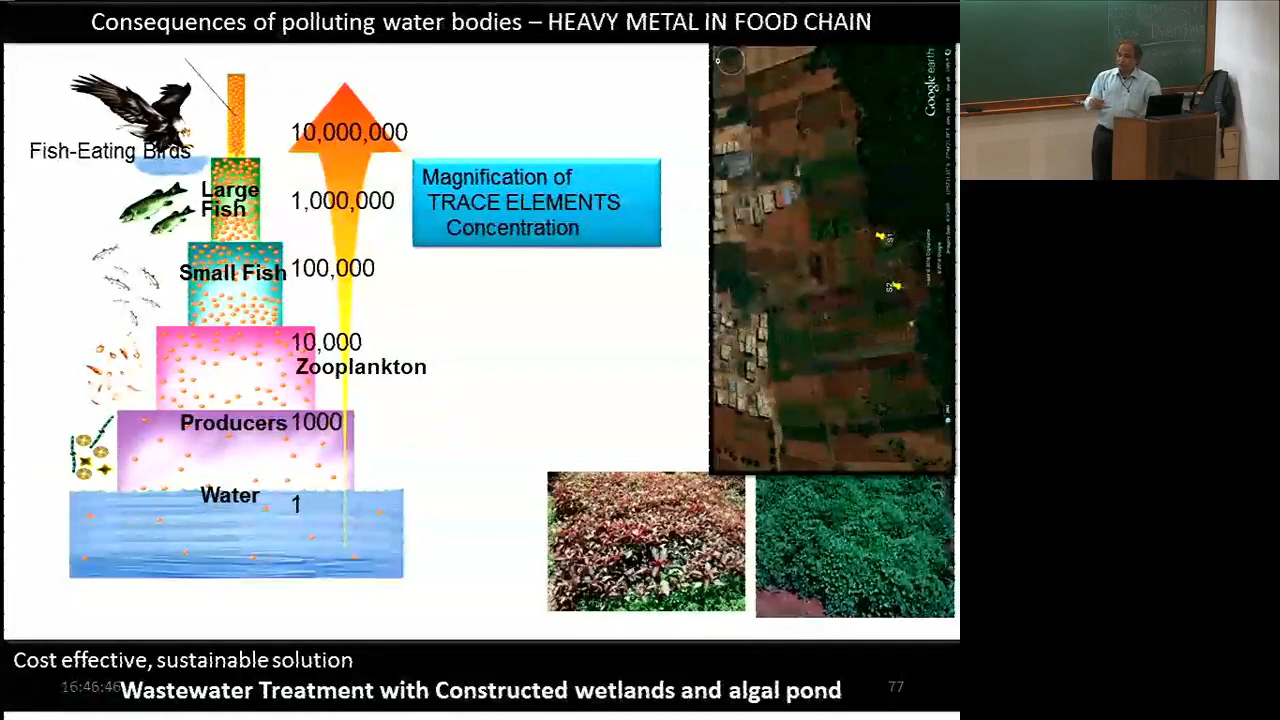 Consequences of polluting water bodies – HEAVY METAL IN FOOD CHAIN
10,000,000
Fish-Eating Birds
Large
Fish
1,000,000
Magnification of
TRACE ELEMENTS
Concentration
Small Fish
100,000
10,000
Zooplankton
Producers
1000
Water
1
Google earth
S1
S2
Cost effective, sustainable solution
16:46:46
Wastewater Treatment with Constructed wetlands and algal pond
77